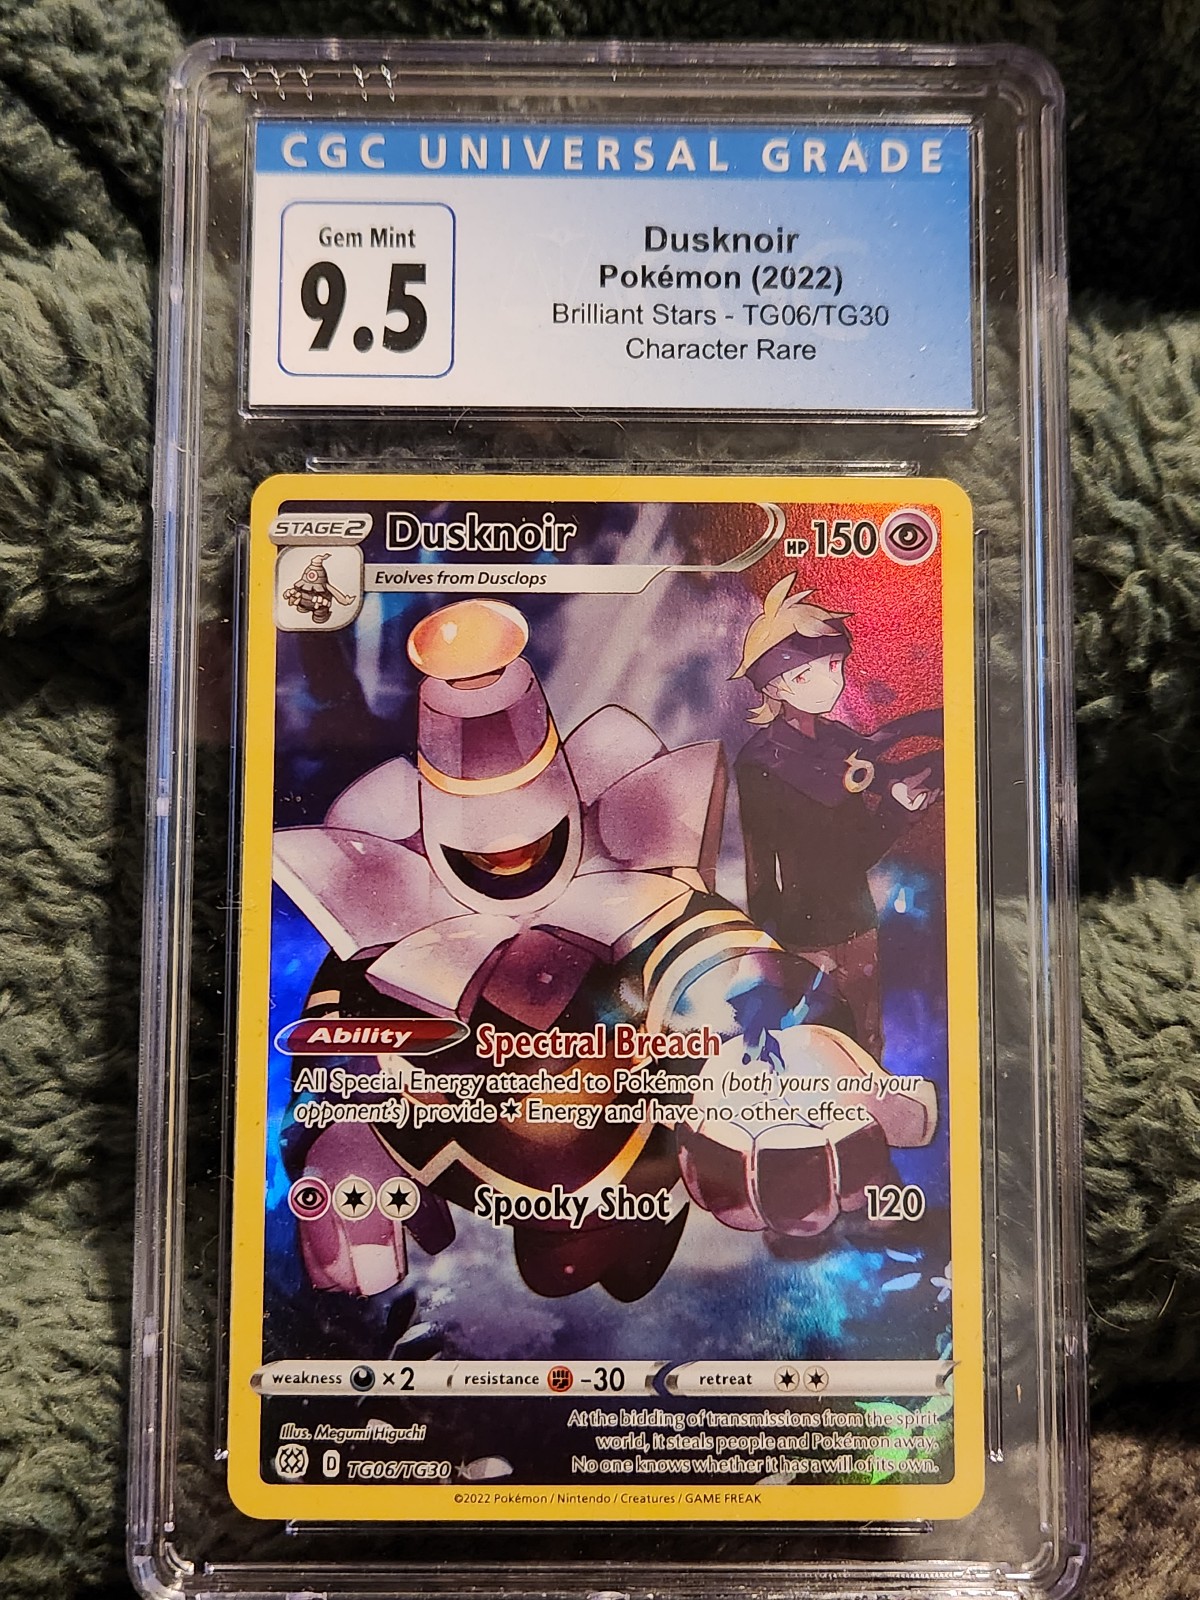 CGC UNIVERSAL GRADE
Gem Mint
9.5
Dusknoir
Pokémon (2022)
Brilliant Stars - TG06/TG30
Character Rare
STAGE 2
Dusknoir
HP 150
Evolves from Dusclops
Ability
Spectral Breach
All Special Energy attached to Pokémon (both yours and your
opponent's) provide Energy and have no other effect.
Spooky Shot
120
weakness ×2
resistance -30
retreat
Illus. Megumi Higuchi
D TG06/TG30
At the bidding of transmissions from the spirit
world, it steals people and Pokémon away.
No one knows whether it has a will of its own.
©2022 Pokémon / Nintendo / Creatures / GAME FREAK